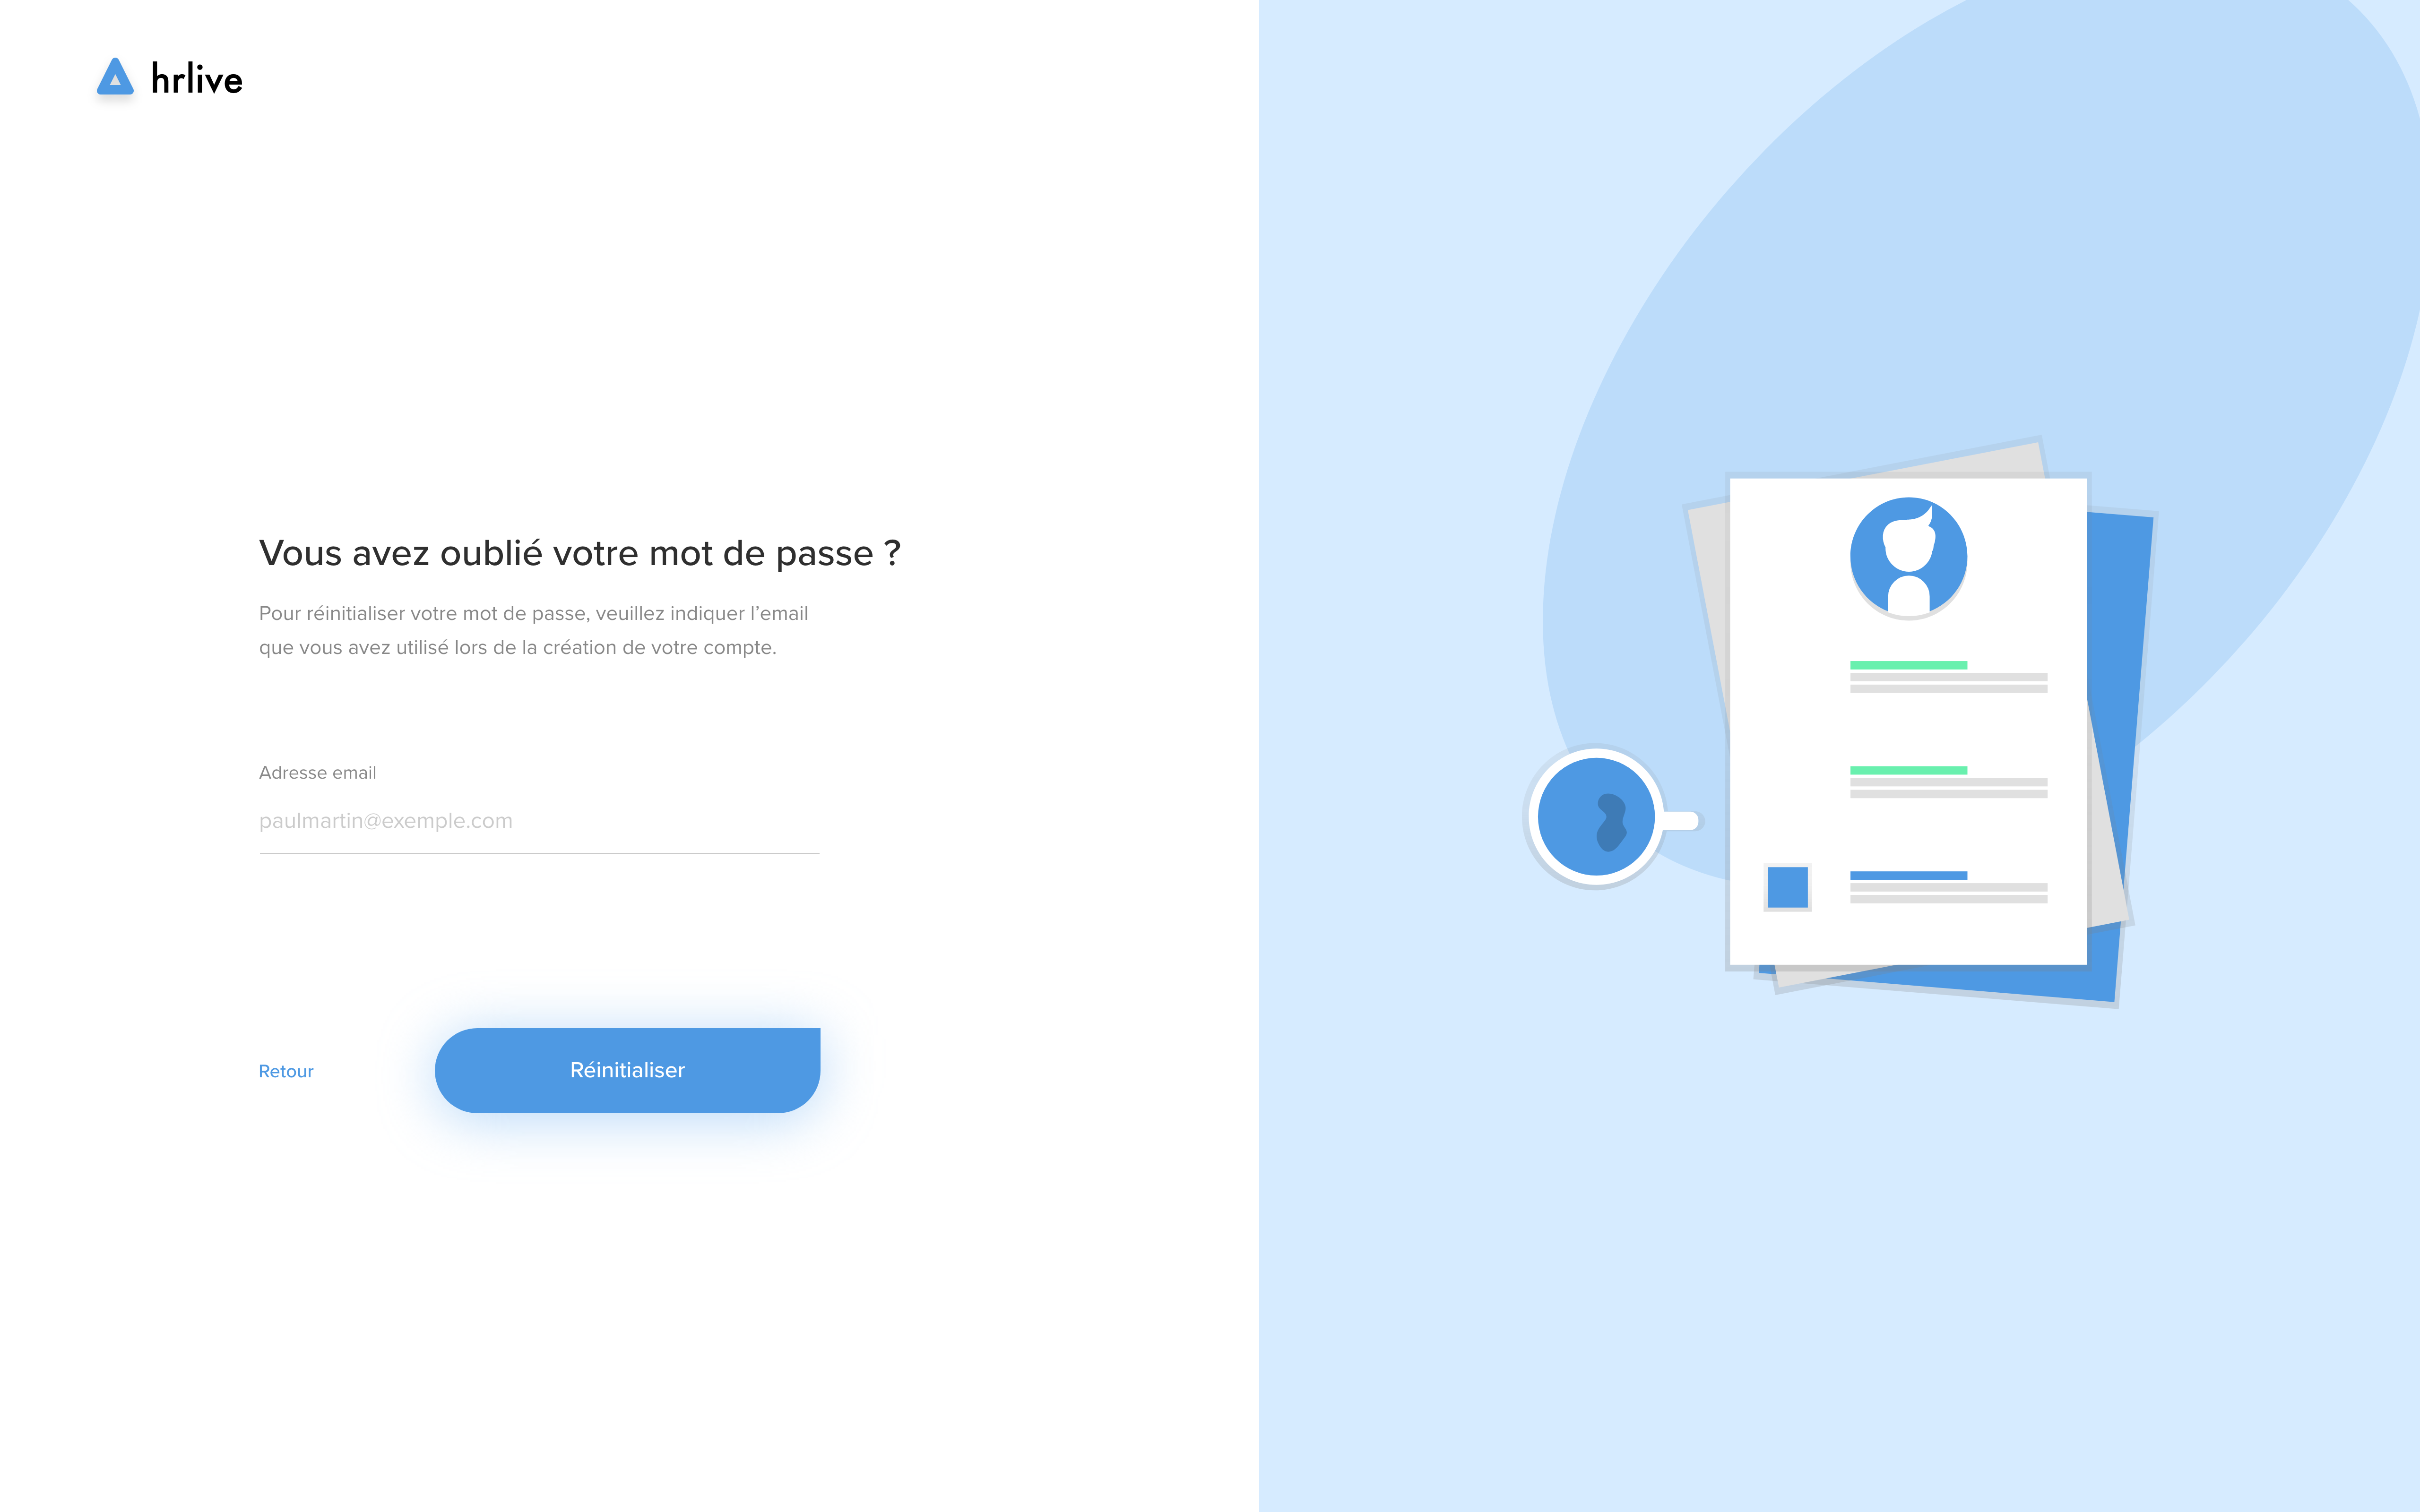 hrlive
Vous avez oublié votre mot de passe ?
Pour réinitialiser votre mot de passe, veuillez indiquer l’email
que vous avez utilisé lors de la création de votre compte.
Adresse email
paulmartin@exemple.com
Retour
Réinitialiser